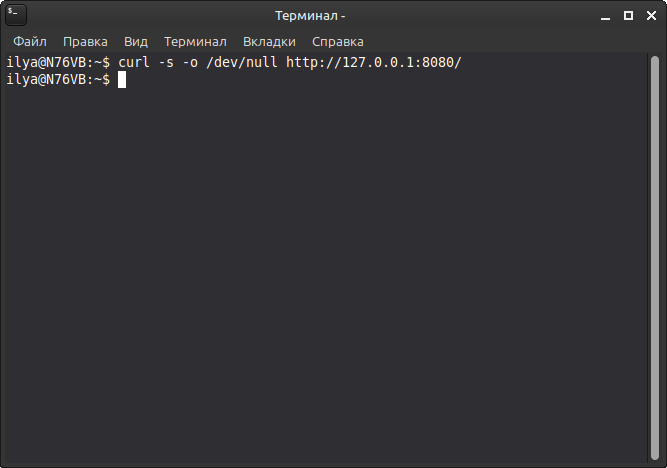 Терминал -
Файл Правка Вид Терминал Вкладки Справка
ilya@N76VB:~$ curl -s -o /dev/null http://127.0.0.1:8080/
ilya@N76VB:~$